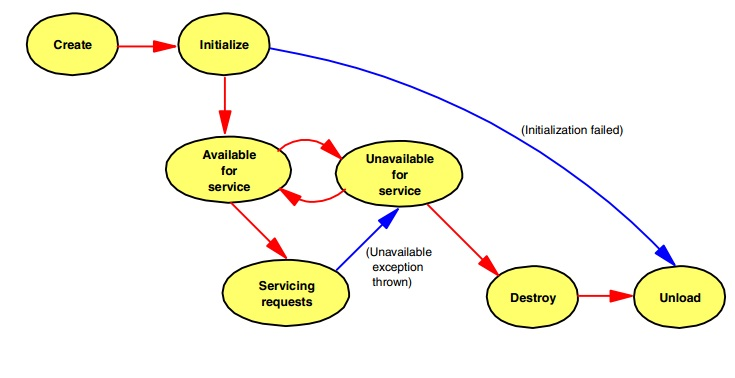 Create
Initialize
(Initialization failed)
Available
for
service
Unavailable
for
service
(Unavailable
exception
thrown)
Servicing
requests
Destroy
Unload